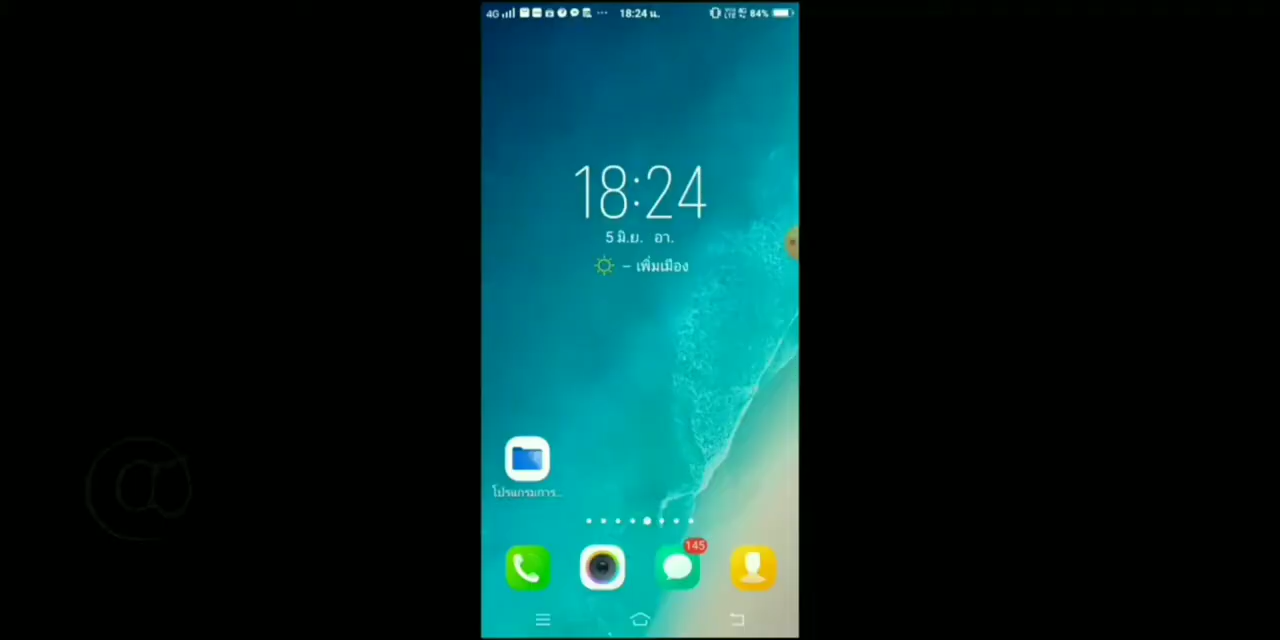 4G 18:24 น. 84%
18:24
5 มิ.ย. อา.
– เพิ่มเมือง
โปรแกรมการ...
145